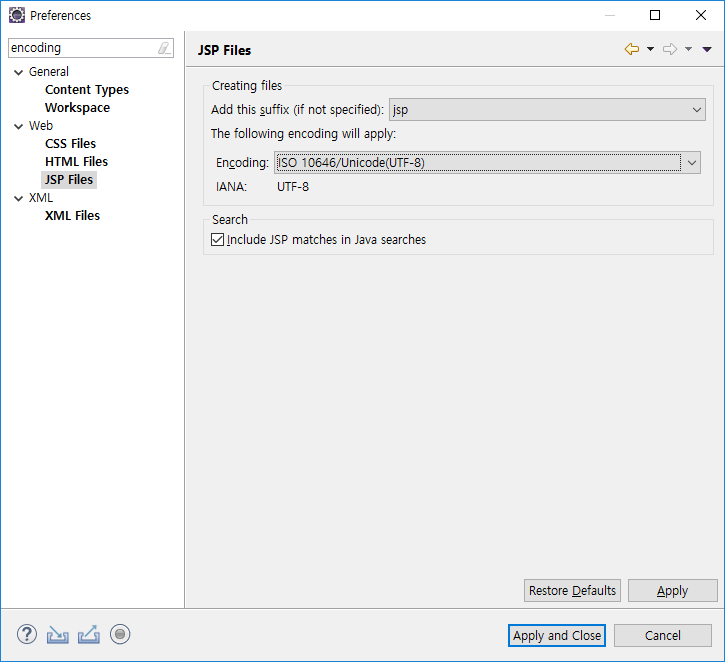 Preferences
encoding
JSP Files
General
Content Types
Workspace
Web
CSS Files
HTML Files
JSP Files
XML
XML Files
Creating files
Add this suffix (if not specified): jsp
The following encoding will apply:
Encoding: ISO 10646/Unicode(UTF-8)
IANA: UTF-8
Search
Include JSP matches in Java searches
Restore Defaults Apply
? Apply and Close Cancel